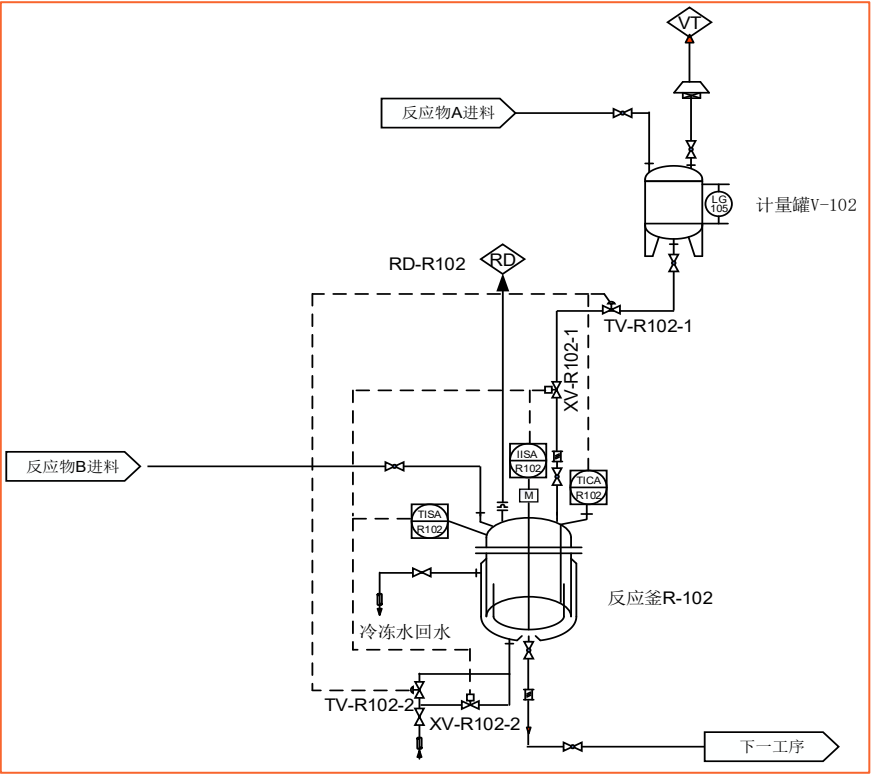 VT
反应物A进料
LG
105
计量罐V-102
RD-R102
RD
TV-R102-1
XV-R102-1
IISA
R102
反应物B进料
TICA
R102
M
TISA
R102
反应釜R-102
冷冻水回水
TV-R102-2
XV-R102-2
下一工序